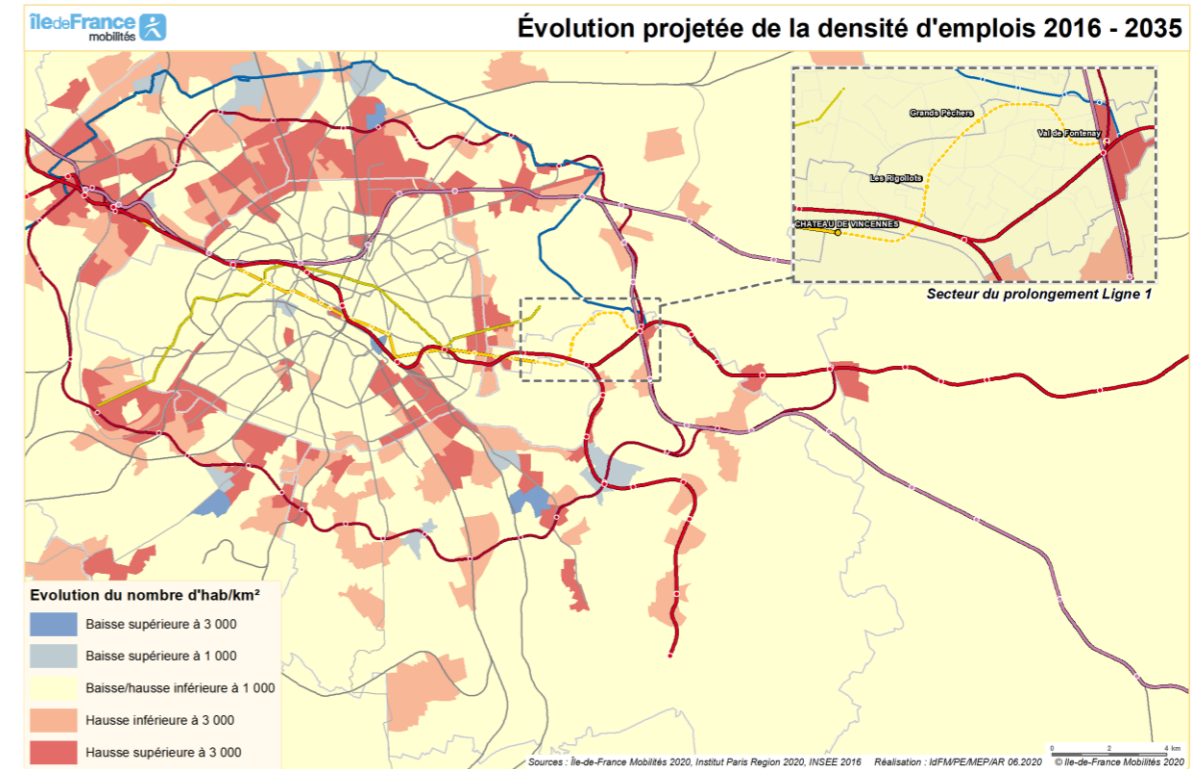 îledeFrance
mobilités
Évolution projetée de la densité d'emplois 2016 - 2035
Grands Pêchers
Val de Fontenay
Les Rigollots
CHATEAU DE VINCENNES
Secteur du prolongement Ligne 1
Evolution du nombre d'hab/km²
Baisse supérieure à 3 000
Baisse supérieure à 1 000
Baisse/hausse inférieure à 1 000
Hausse inférieure à 3 000
Hausse supérieure à 3 000
0 2 4 km
Sources : Île-de-France Mobilités 2020, Institut Paris Region 2020, INSEE 2016 Réalisation : IdFM/PE/MEP/AR 06.2020 © Ile-de-France Mobilités 2020